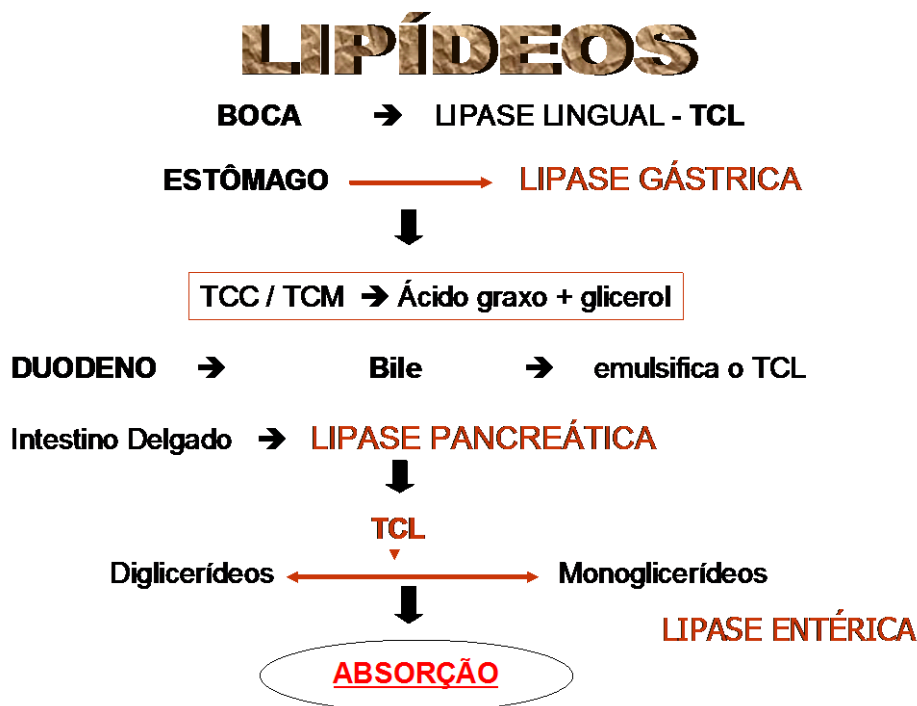 LIPÍDEOS
BOCA ➔ LIPASE LINGUAL - TCL
ESTÔMAGO LIPASE GÁSTRICA
TCC / TCM ➔ Ácido graxo + glicerol
DUODENO ➔ Bile ➔ emulsifica o TCL
Intestino Delgado ➔ LIPASE PANCREÁTICA
TCL
Diglicerídeos Monoglicerídeos
LIPASE ENTÉRICA
ABSORÇÃO